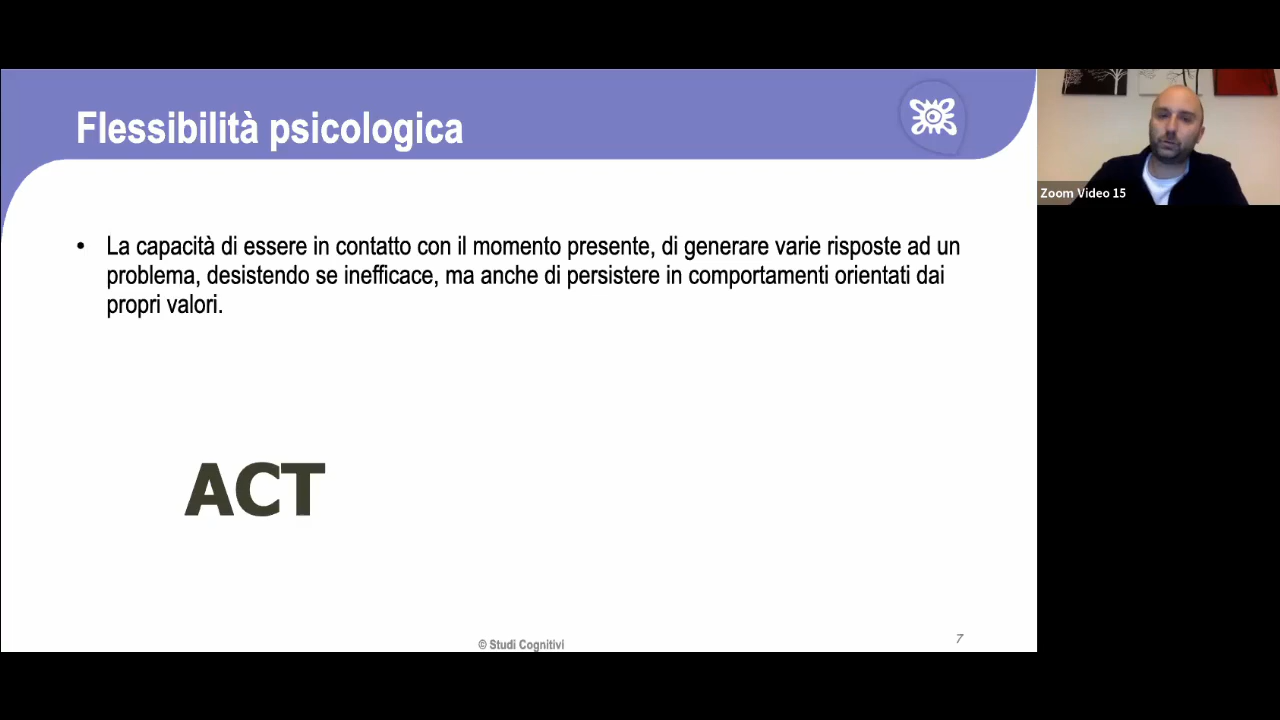 Flessibilità psicologica
Zoom Video 15
• La capacità di essere in contatto con il momento presente, di generare varie risposte ad un
problema, desistendo se inefficace, ma anche di persistere in comportamenti orientati dai
propri valori.
ACT
© Studi Cognitivi
7